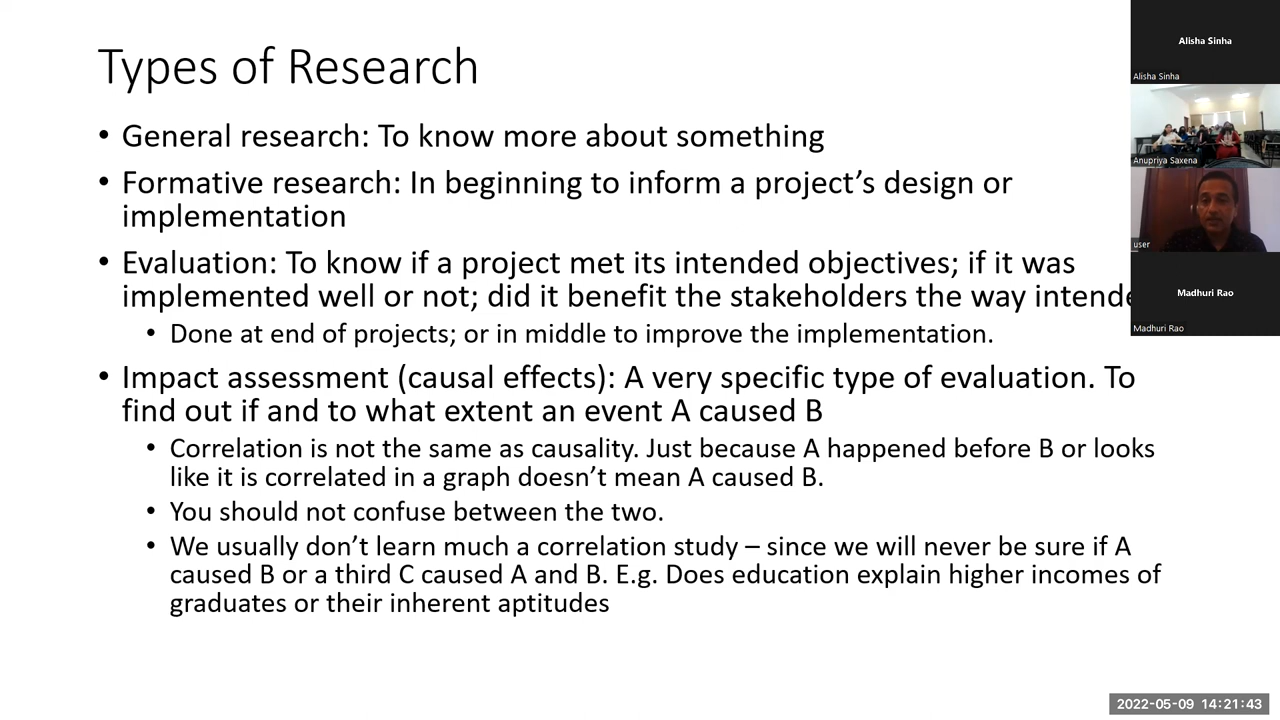 Types of Research
• General research: To know more about something
• Formative research: In beginning to inform a project’s design or
implementation
• Evaluation: To know if a project met its intended objectives; if it was
implemented well or not; did it benefit the stakeholders the way intende
• Done at end of projects; or in middle to improve the implementation.
• Impact assessment (causal effects): A very specific type of evaluation. To
find out if and to what extent an event A caused B
• Correlation is not the same as causality. Just because A happened before B or looks
like it is correlated in a graph doesn’t mean A caused B.
• You should not confuse between the two.
• We usually don’t learn much a correlation study – since we will never be sure if A
caused B or a third C caused A and B. E.g. Does education explain higher incomes of
graduates or their inherent aptitudes
Alisha Sinha
Alisha Sinha
Anupriya Saxena
user
Madhuri Rao
Madhuri Rao
2022-05-09 14:21:43